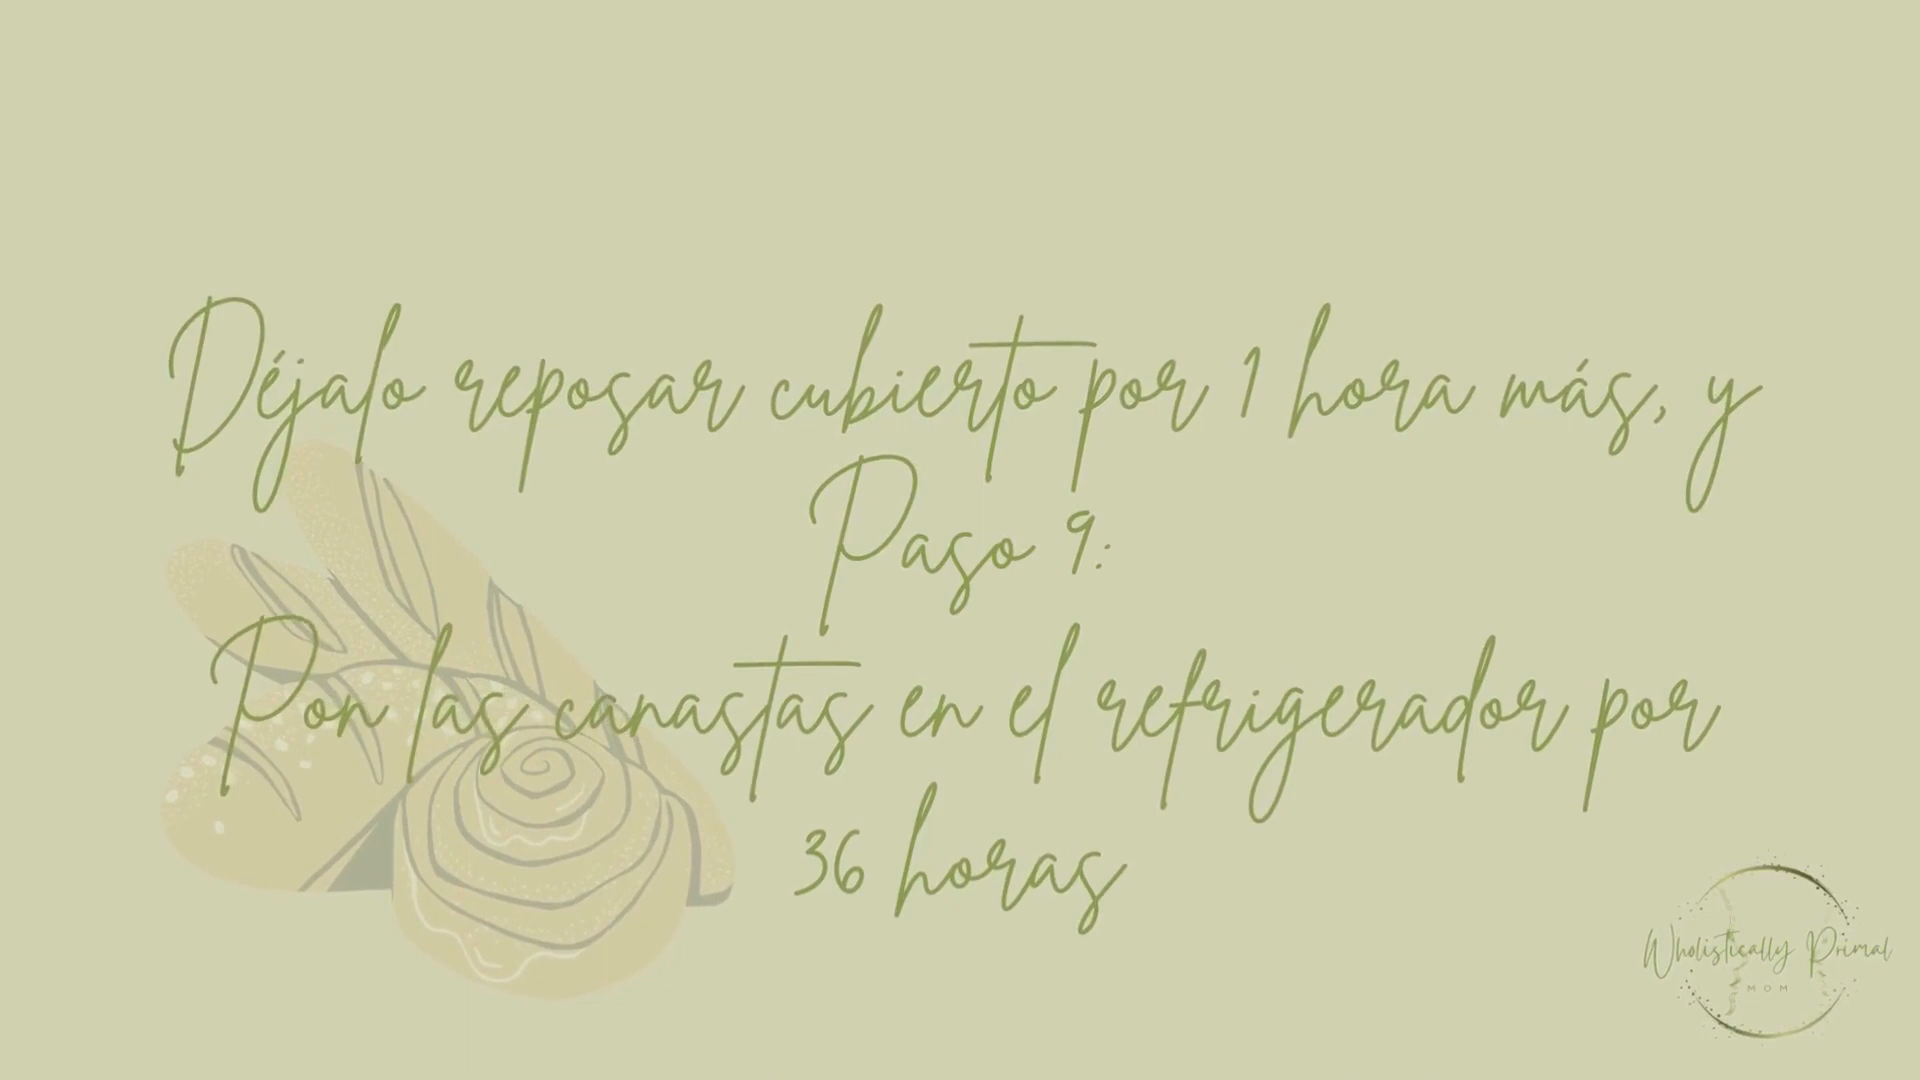 Déjalo reposar cubierto por 1 hora más, y
Paso 9:
Pon las canastas en el refrigerador por
36 horas
Wholistically Primal
MOM